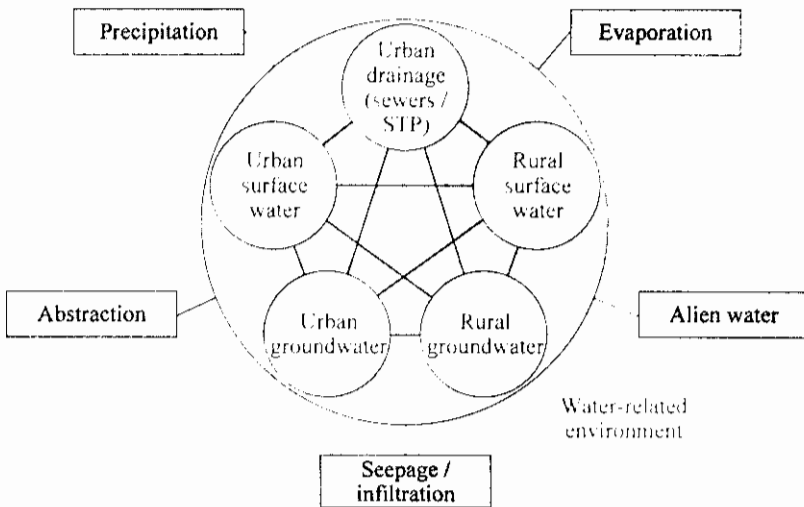 Precipitation
Evaporation
Urban
drainage
(sewers /
STP)
Urban
surface
water
Rural
surface
water
Abstraction
Alien water
Urban
groundwater
Rural
groundwater
Water-related
environment
Seepage /
infiltration